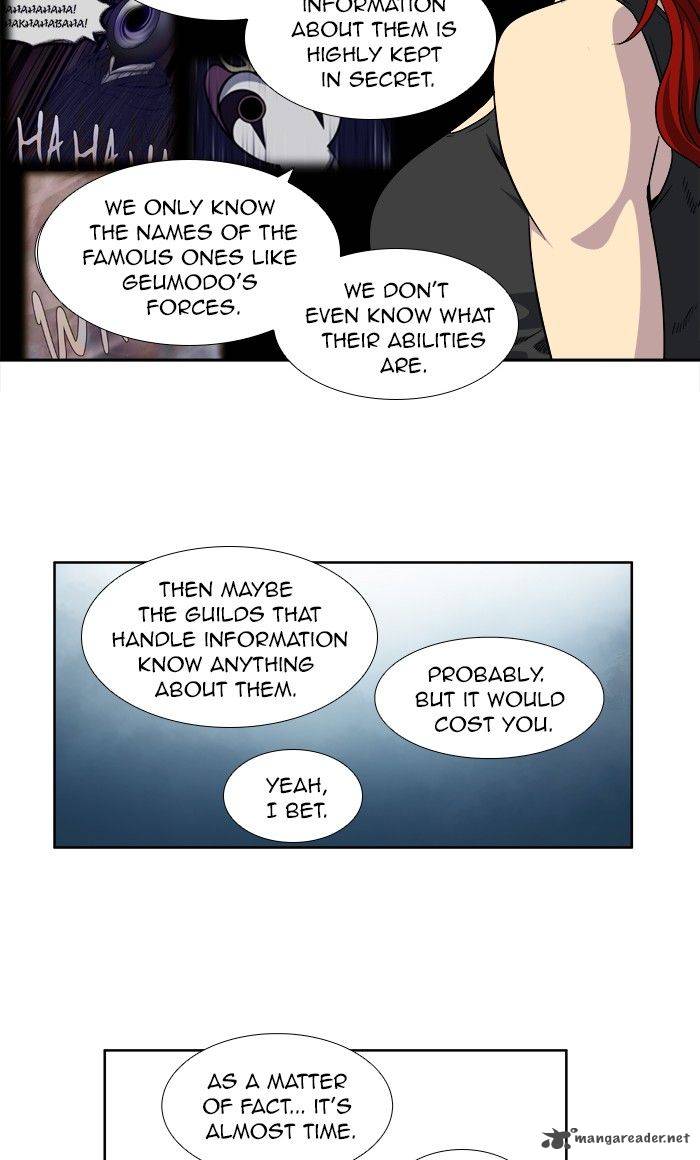 AHAHAHAHA!
HAKHAHABAHA!
INFORMATION
ABOUT THEM IS
HIGHLY KEPT
IN SECRET.
HAHA
WE ONLY KNOW
THE NAMES OF THE
FAMOUS ONES LIKE
GEUMODO'S
FORCES.
WE DON'T
EVEN KNOW WHAT
THEIR ABILITIES
ARE.
THEN MAYBE
THE GUILDS THAT
HANDLE INFORMATION
KNOW ANYTHING
ABOUT THEM.
PROBABLY.
BUT IT WOULD
COST YOU.
YEAH,
I BET.
AS A MATTER
OF FACT... IT'S
ALMOST TIME.
mangareader.net